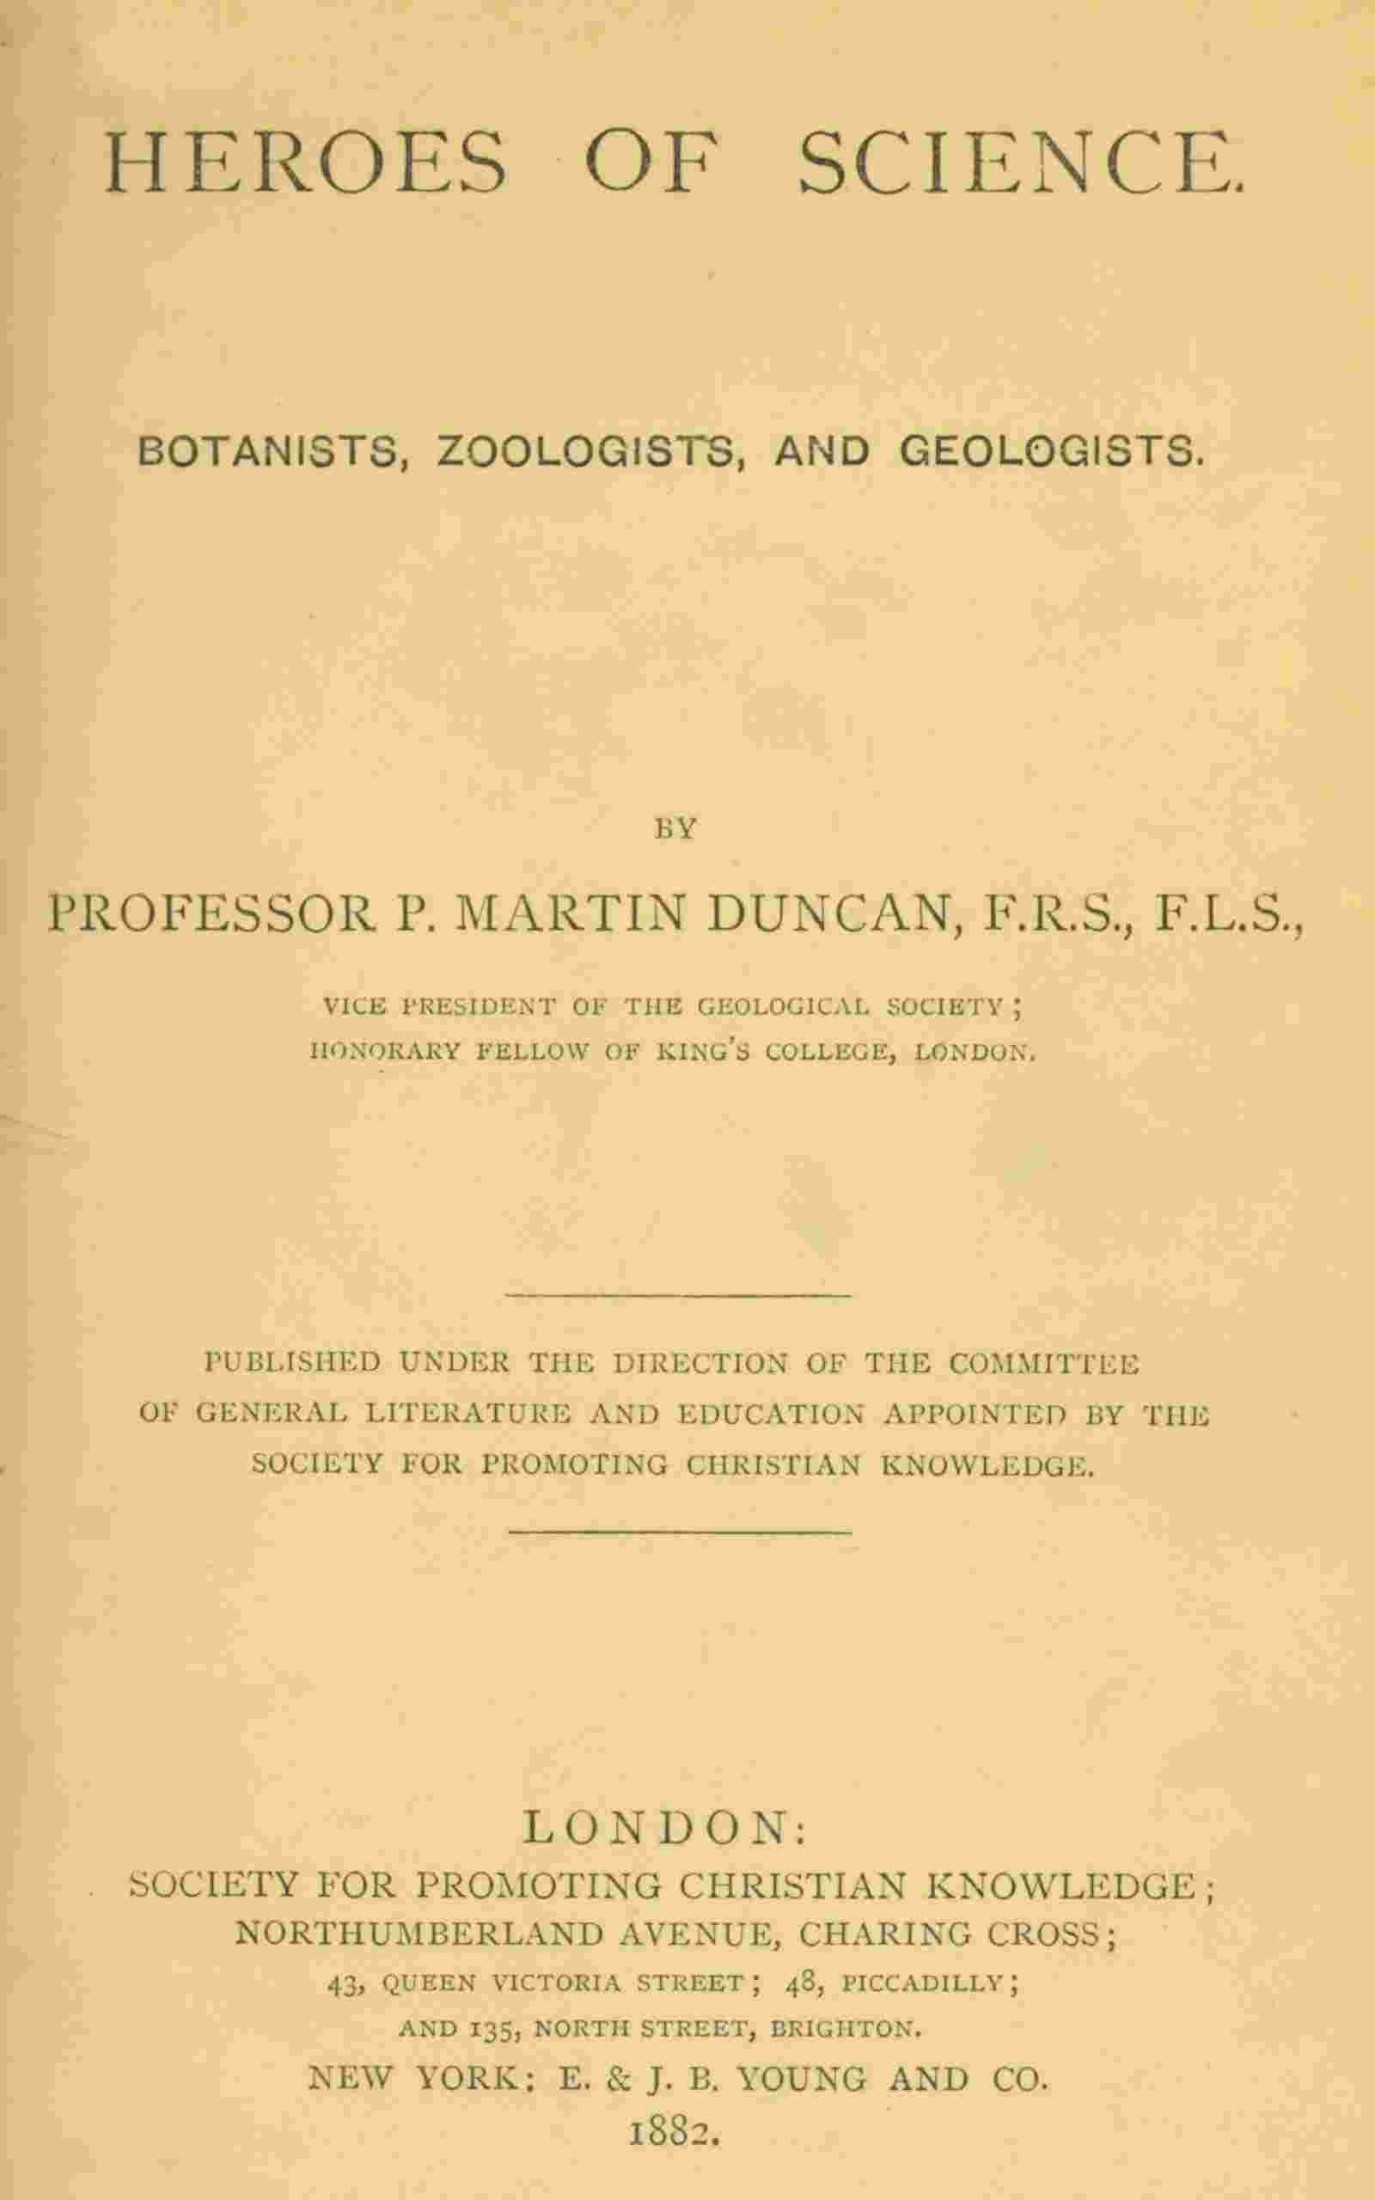 HEROES OF SCIENCE.
BOTANISTS, ZOOLOGISTS, AND GEOLOGISTS.
BY
PROFESSOR P. MARTIN DUNCAN, F.R.S., F.L.S.,
VICE PRESIDENT OF THE GEOLOGICAL SOCIETY;
HONORARY FELLOW OF KING'S COLLEGE, LONDON.
PUBLISHED UNDER THE DIRECTION OF THE COMMITTEE
OF GENERAL LITERATURE AND EDUCATION APPOINTED BY THE
SOCIETY FOR PROMOTING CHRISTIAN KNOWLEDGE.
LONDON:
SOCIETY FOR PROMOTING CHRISTIAN KNOWLEDGE;
NORTHUMBERLAND AVENUE, CHARING CROSS;
43, QUEEN VICTORIA STREET; 48, PICCADILLY;
AND 135, NORTH STREET, BRIGHTON.
NEW YORK: E. & J. B. YOUNG AND CO.
1882.